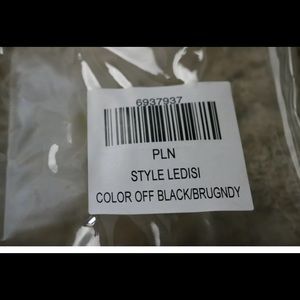 6937937
PLN
STYLE LEDISI
COLOR OFF BLACK/BRUGNDY